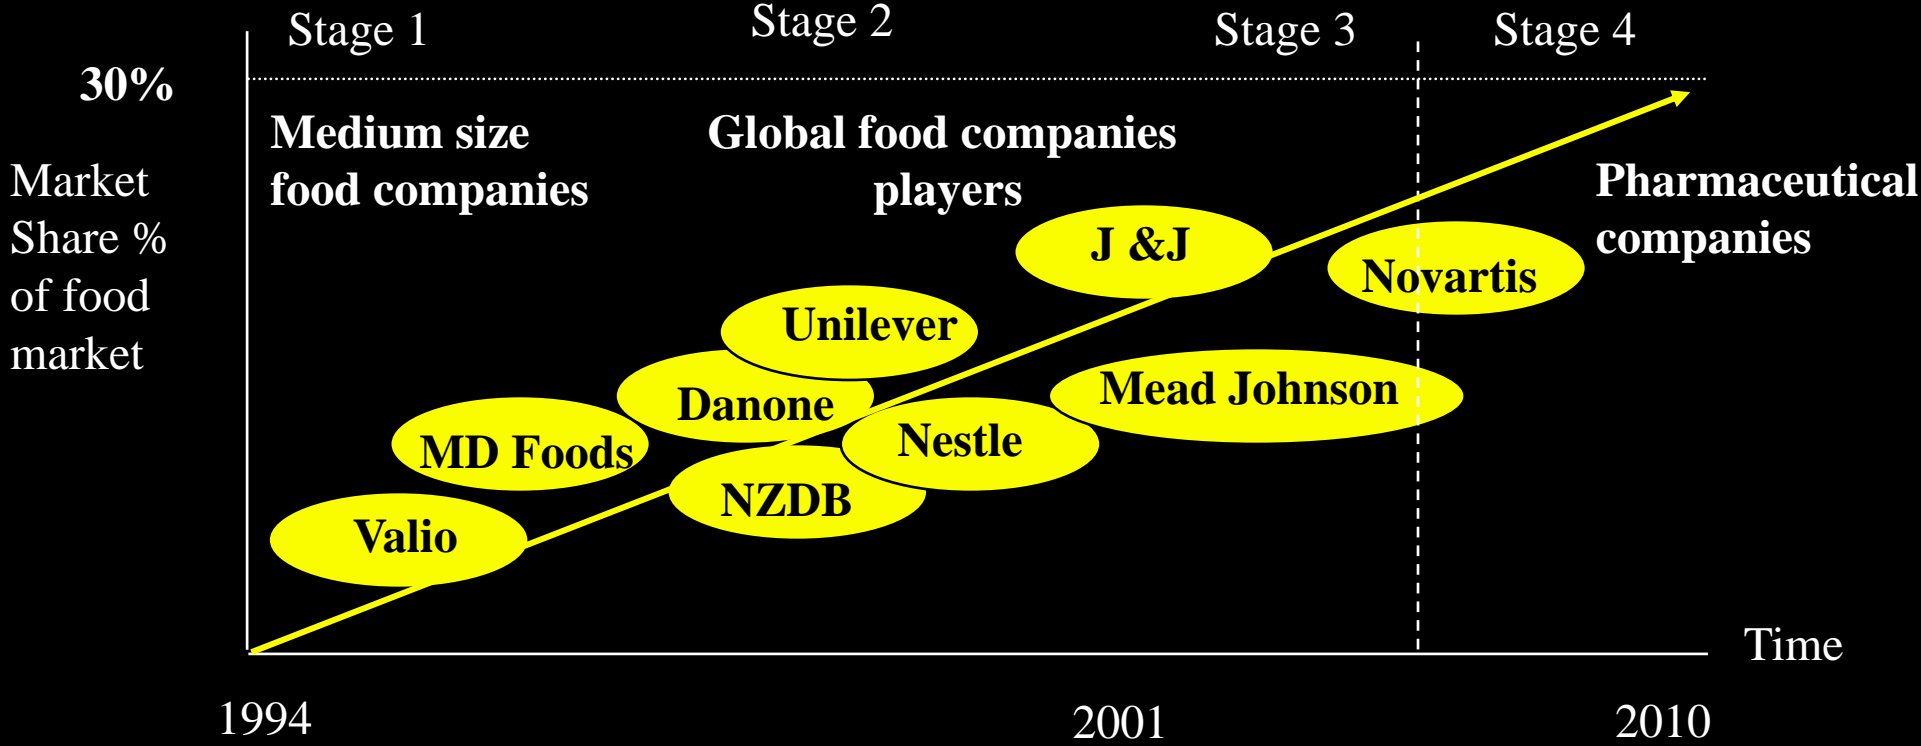 Stage 1
Stage 2
Stage 3
Stage 4
30%
Medium size
food companies
Global food companies
players
Market
Share %
of food
market
Pharmaceutical
companies
J &J
Novartis
Unilever
Danone
Mead Johnson
MD Foods
Nestle
NZDB
Valio
Time
1994
2001
2010